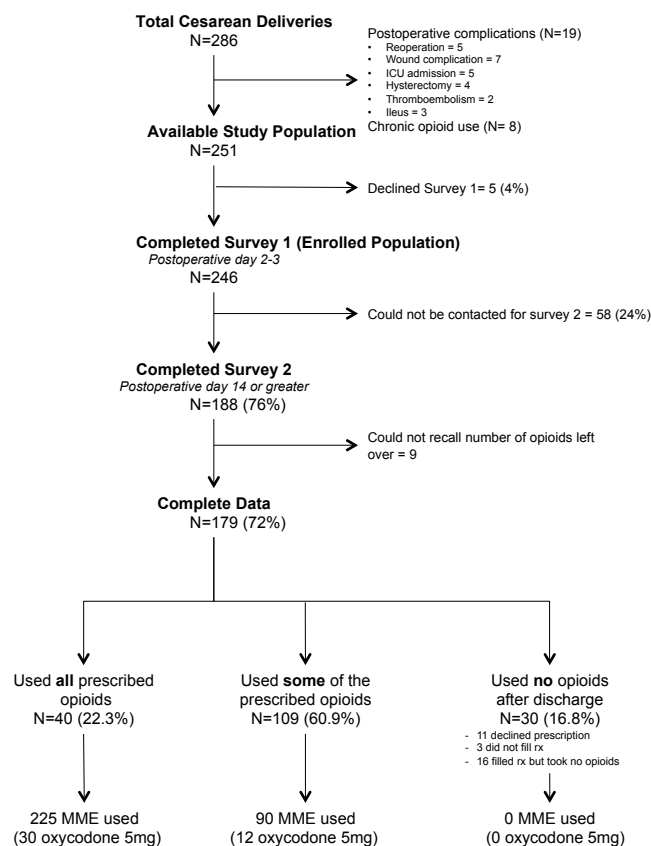 Total Cesarean Deliveries
N=286
Postoperative complications (N=19)
• Reoperation = 5
• Wound complication = 7
• ICU admission = 5
• Hysterectomy = 4
• Thromboembolism = 2
• Ileus = 3
Chronic opioid use (N= 8)
Available Study Population
N=251
Declined Survey 1= 5 (4%)
Completed Survey 1 (Enrolled Population)
Postoperative day 2-3
N=246
Could not be contacted for survey 2 = 58 (24%)
Completed Survey 2
Postoperative day 14 or greater
N=188 (76%)
Could not recall number of opioids left
over = 9
Complete Data
N=179 (72%)
Used all prescribed
opioids
N=40 (22.3%)
225 MME used
(30 oxycodone 5mg)
Used some of the
prescribed opioids
N=109 (60.9%)
90 MME used
(12 oxycodone 5mg)
Used no opioids
after discharge
N=30 (16.8%)
- 11 declined prescription
- 3 did not fill rx
- 16 filled rx but took no opioids
0 MME used
(0 oxycodone 5mg)